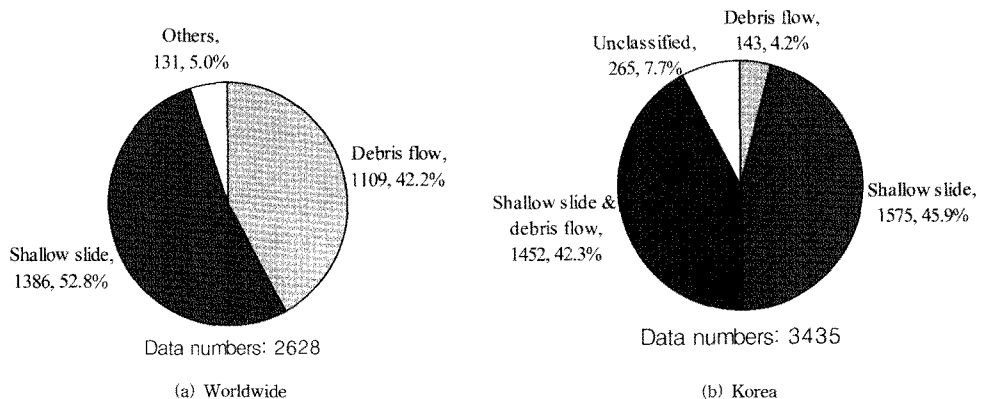 Others,
131, 5.0%
Debris flow,
1109, 42.2%
Shallow slide,
1386, 52.8%
Data numbers: 2628
(a) Worldwide
Debris flow,
143, 4.2%
Unclassified,
265, 7.7%
Shallow slide &
debris flow,
1452, 42.3%
Shallow slide,
1575, 45.9%
Data numbers: 3435
(b) Korea